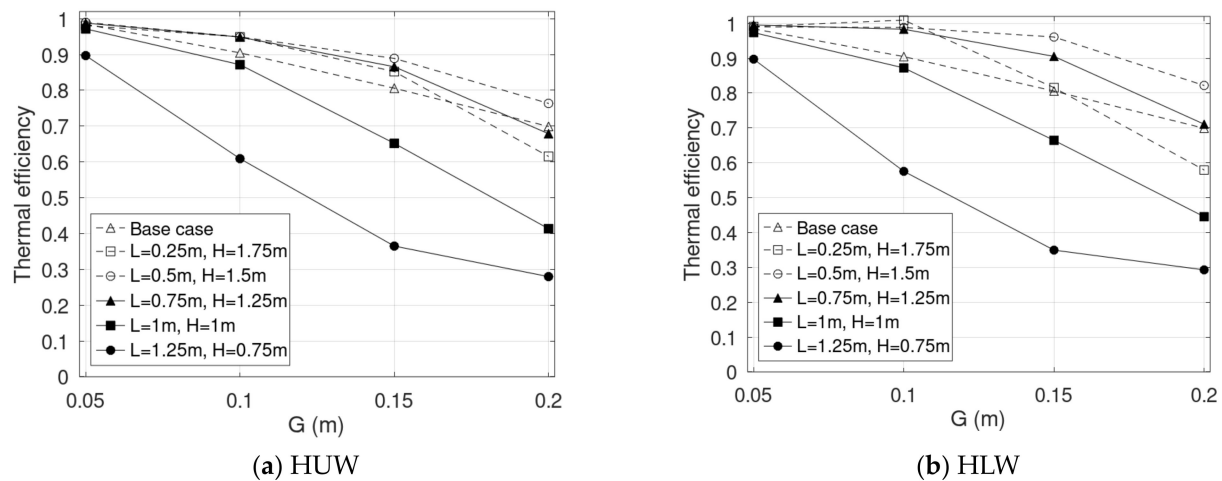 1
0.9
0.8
0.7
0.6
0.5
0.4
0.3
0.2
0.1
0
Thermal efficiency
Base case
L=0.25m, H=1.75m
L=0.5m, H=1.5m
L=0.75m, H=1.25m
L=1m, H=1m
L=1.25m, H=0.75m
0.05 0.1 0.15 0.2
G (m)
(a) HUW
1
0.9
0.8
0.7
0.6
0.5
0.4
0.3
0.2
0.1
0
Thermal efficiency
Base case
L=0.25m, H=1.75m
L=0.5m, H=1.5m
L=0.75m, H=1.25m
L=1m, H=1m
L=1.25m, H=0.75m
0.05 0.1 0.15 0.2
G (m)
(b) HLW